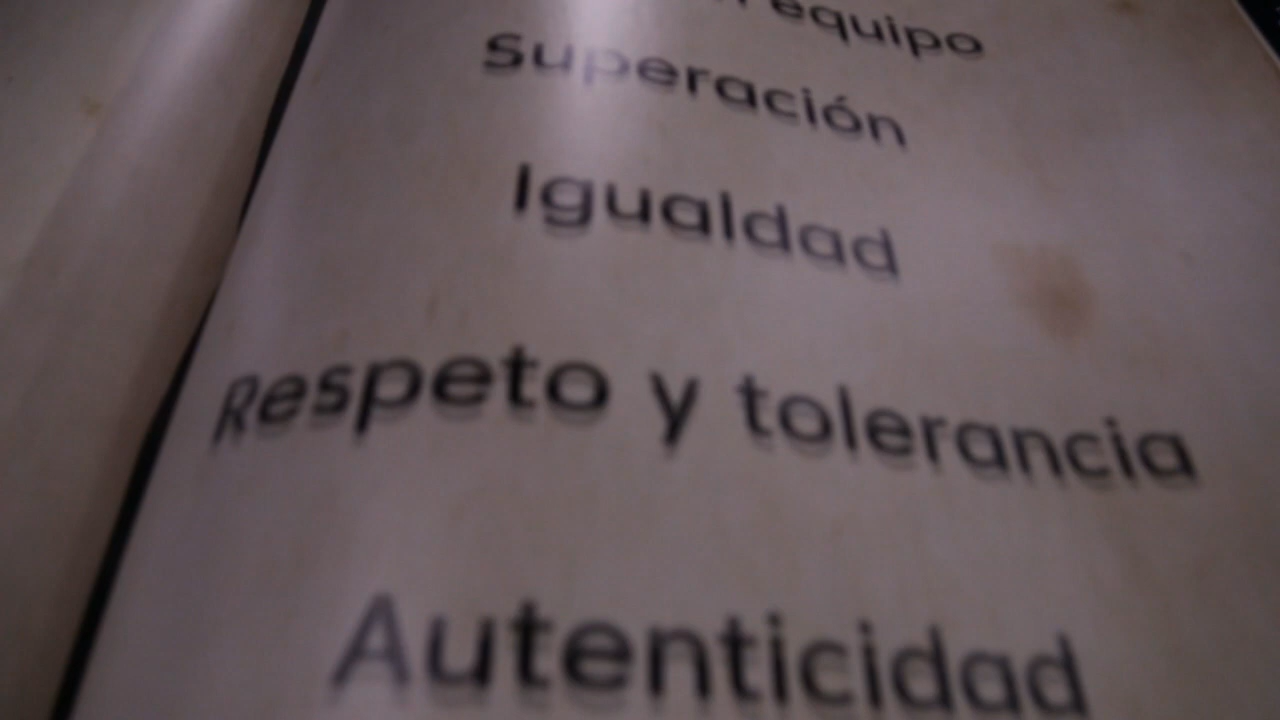 equipo
Superación
Igualdad
Respeto y tolerancia
Autenticidad